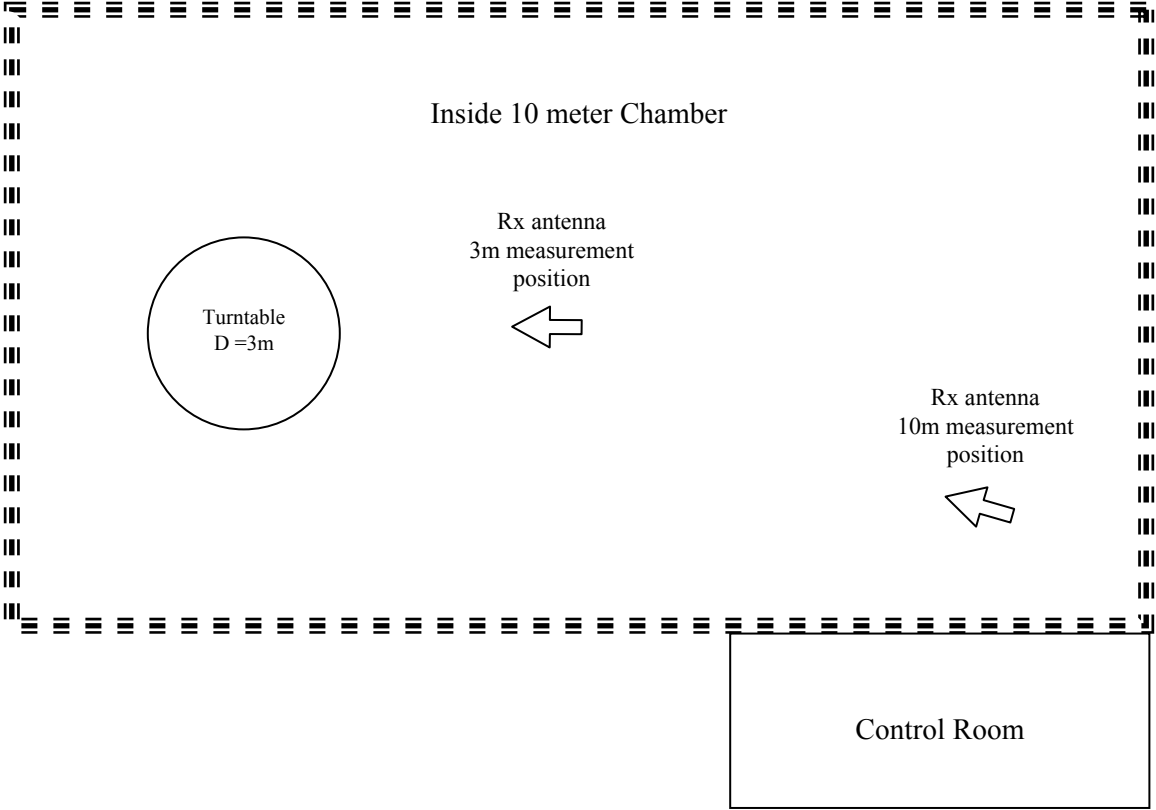 Inside 10 meter Chamber
Rx antenna
3m measurement
position
Turntable
D =3m
Rx antenna
10m measurement
position
Control Room